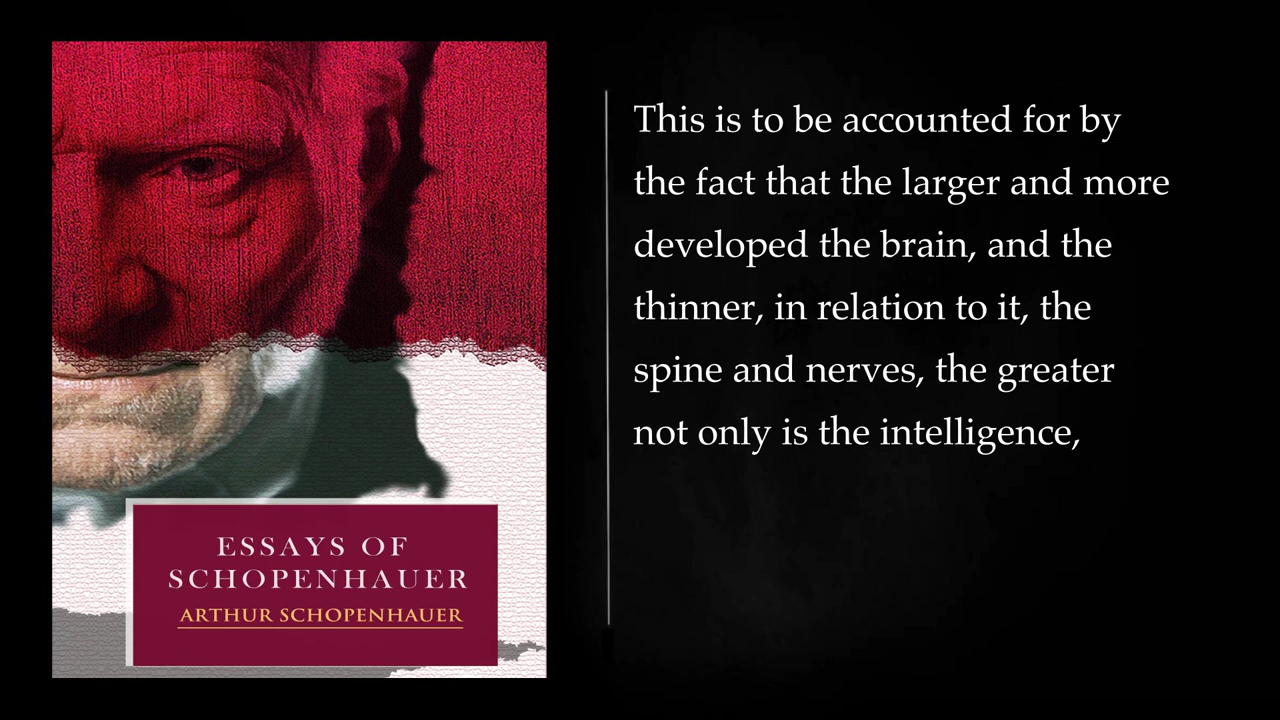 ESSAYS OF
SCHOPENHAUER
ARTHUR SCHOPENHAUER
This is to be accounted for by
the fact that the larger and more
developed the brain, and the
thinner, in relation to it, the
spine and nerves, the greater
not only is the intelligence,